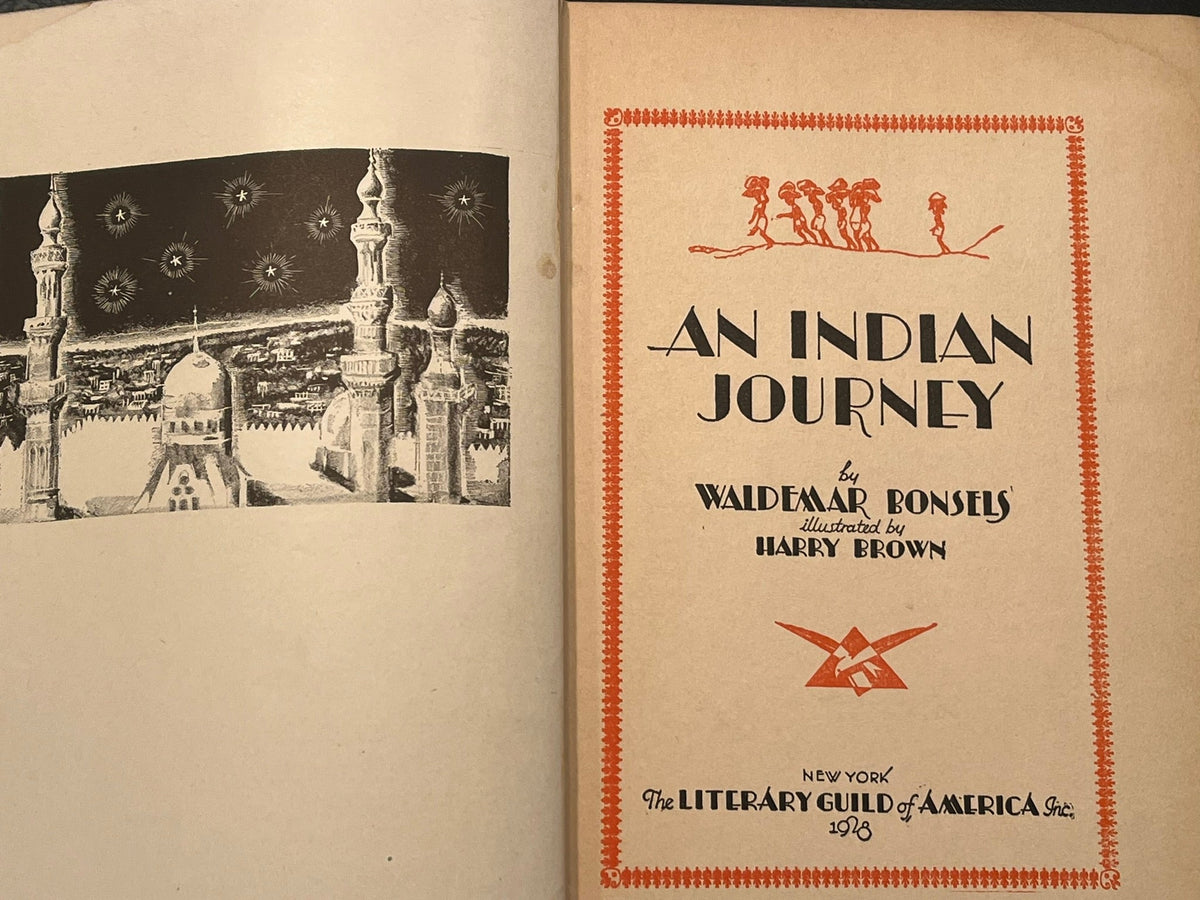 AN INDIAN
JOURNEY
by
WALDEMAR BONSELS
illustrated by
HARRY BROWN
NEW YORK
The LITERARY GUILD of AMERICA Inc.
1928